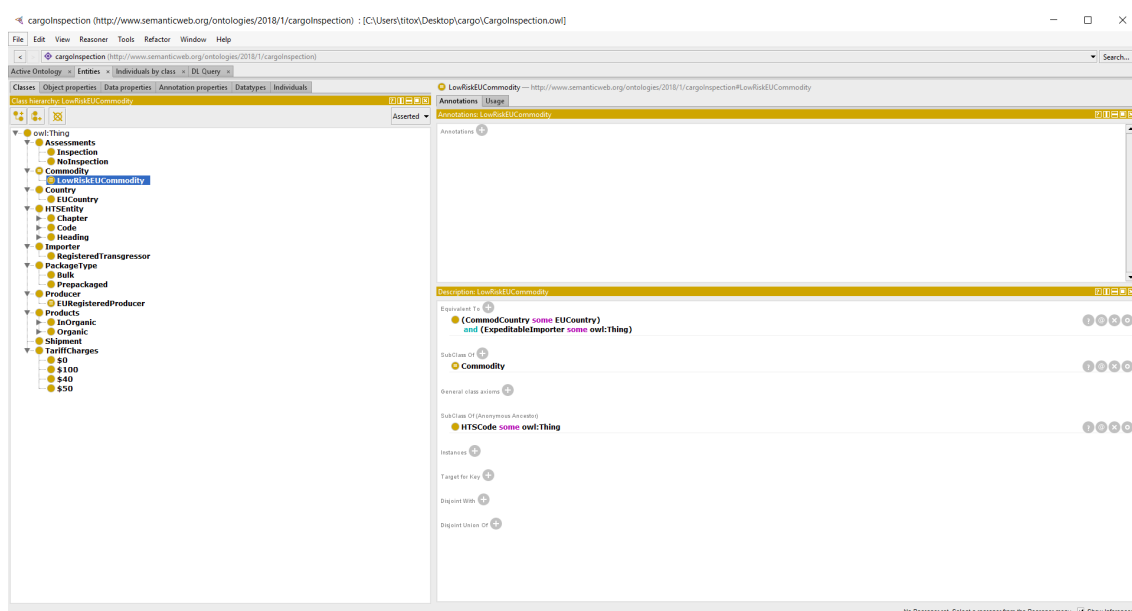 cargoInspection (http://www.semanticweb.org/ontologies/2018/1/cargoInspection) : [C:\Users\titox\Desktop\cargo\CargoInspection.owl]
File Edit View Reasoner Tools Refactor Window Help
< cargoInspection (http://www.semanticweb.org/ontologies/2018/1/cargoInspection) Search...
Active Ontology × Entities × Individuals by class × DL Query ×
Classes Object properties Data properties Annotation properties Datatypes Individuals
Class hierarchy: LowRiskEUCommodity
Asserted
owl:Thing
Assessments
Inspection
NoInspection
Commodity
LowRiskEUCommodity
Country
EUCountry
HTSEntity
Chapter
Code
Heading
Importer
RegisteredTransgressor
PackageType
Bulk
Prepackaged
Producer
EURegisteredProducer
Products
InOrganic
Organic
Shipment
TariffCharges
$0
$100
$40
$50
LowRiskEUCommodity — http://www.semanticweb.org/ontologies/2018/1/cargoInspection#LowRiskEUCommodity
Annotations Usage
Annotations: LowRiskEUCommodity
Annotations
Description: LowRiskEUCommodity
Equivalent To
(CommodCountry some EUCountry)
and (ExpeditableImporter some owl:Thing)
SubClass Of
Commodity
General class axioms
SubClass Of (Anonymous Ancestor)
HTSCode some owl:Thing
Instances
Target for Key
Disjoint With
Disjoint Union Of